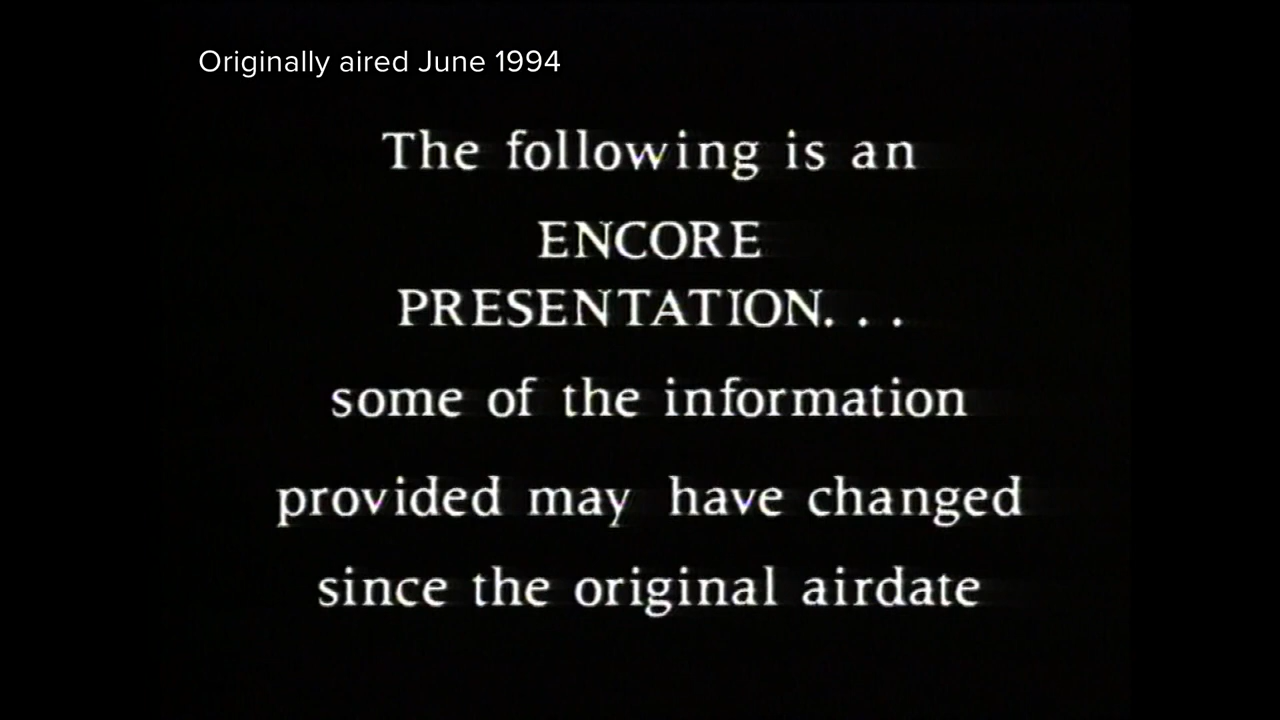 Originally aired June 1994
The following is an
ENCORE
PRESENTATION. . .
some of the information
provided may have changed
since the original airdate